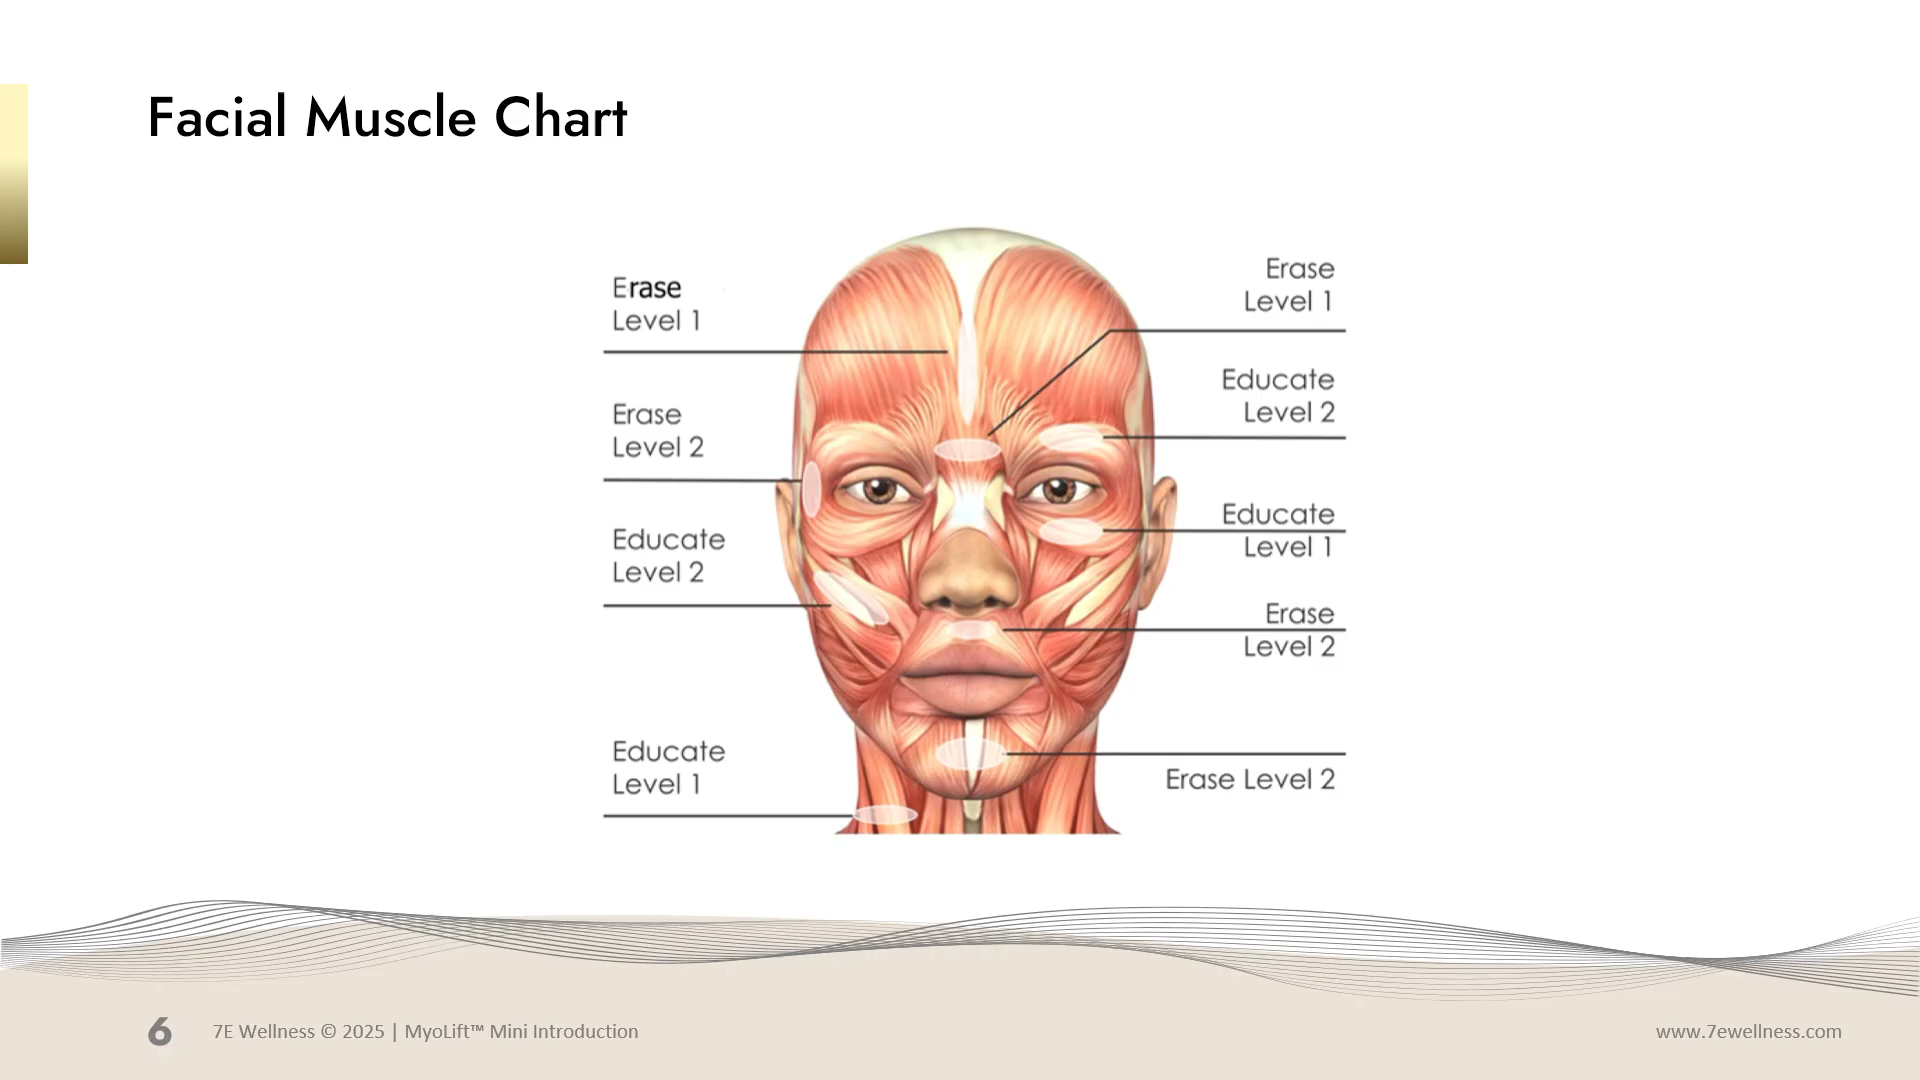 Facial Muscle Chart
Erase
Level 1
Erase
Level 2
Educate
Level 2
Educate
Level 1
Erase
Level 1
Educate
Level 2
Educate
Level 1
Erase
Level 2
Erase Level 2
6
7E Wellness © 2025 | MyoLift™ Mini Introduction
www.7ewellness.com